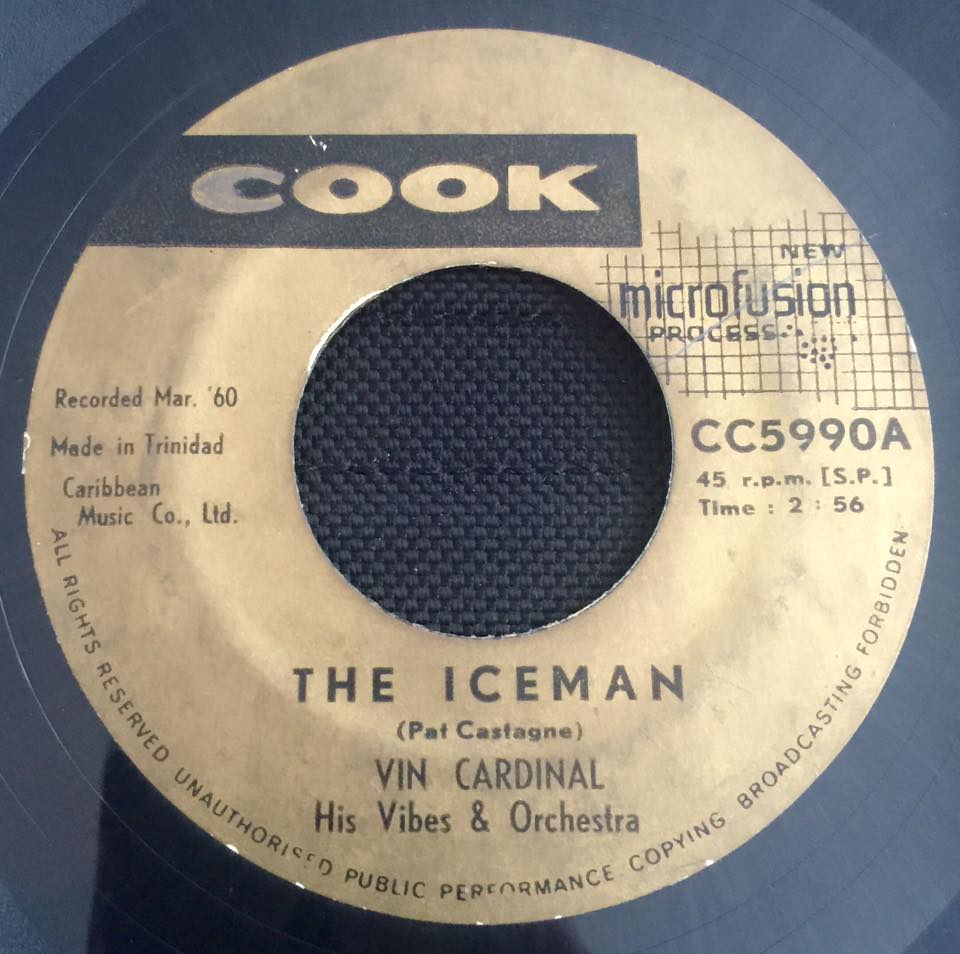 COOK
NEW
microfusion
PROCESS
Recorded Mar. '60
Made in Trinidad
Caribbean
Music Co., Ltd.
CC5990A
45 r.p.m. [S.P.]
Time : 2 : 56
THE ICEMAN
(Pat Castagne)
VIN CARDINAL
His Vibes & Orchestra
ALL RIGHTS RESERVED UNAUTHORISED PUBLIC PERFORMANCE COPYING BROADCASTING FORBIDDEN